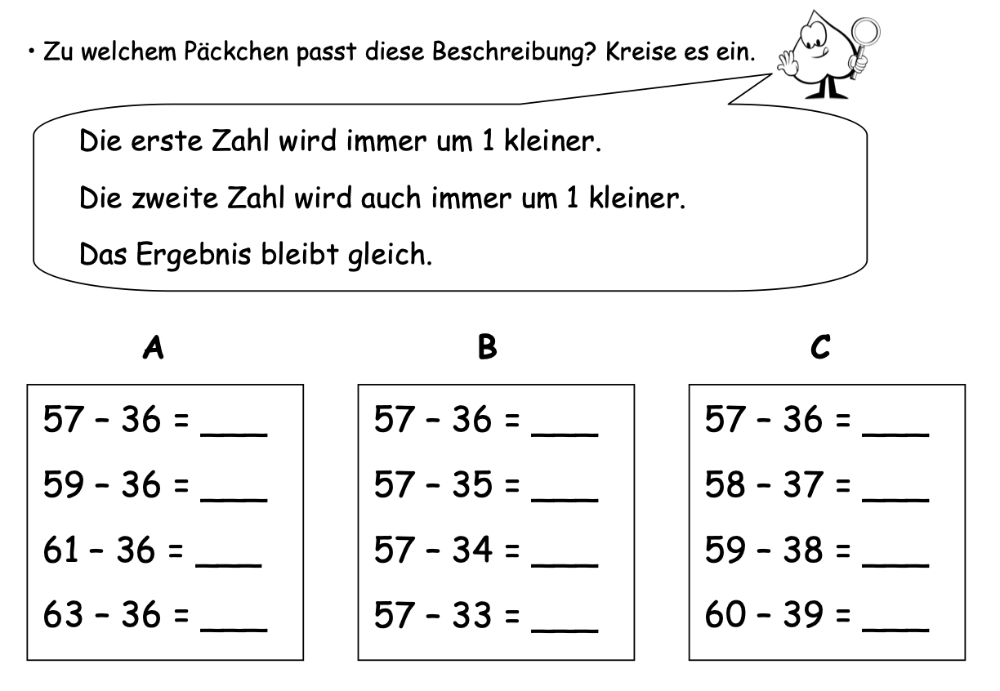 • Zu welchem Päckchen passt diese Beschreibung? Kreise es ein.
Die erste Zahl wird immer um 1 kleiner.
Die zweite Zahl wird auch immer um 1 kleiner.
Das Ergebnis bleibt gleich.
A
57 – 36 = ___
59 – 36 = ___
61 – 36 = ___
63 – 36 = ___
B
57 – 36 = ___
57 – 35 = ___
57 – 34 = ___
57 – 33 = ___
C
57 – 36 = ___
58 – 37 = ___
59 – 38 = ___
60 – 39 = ___